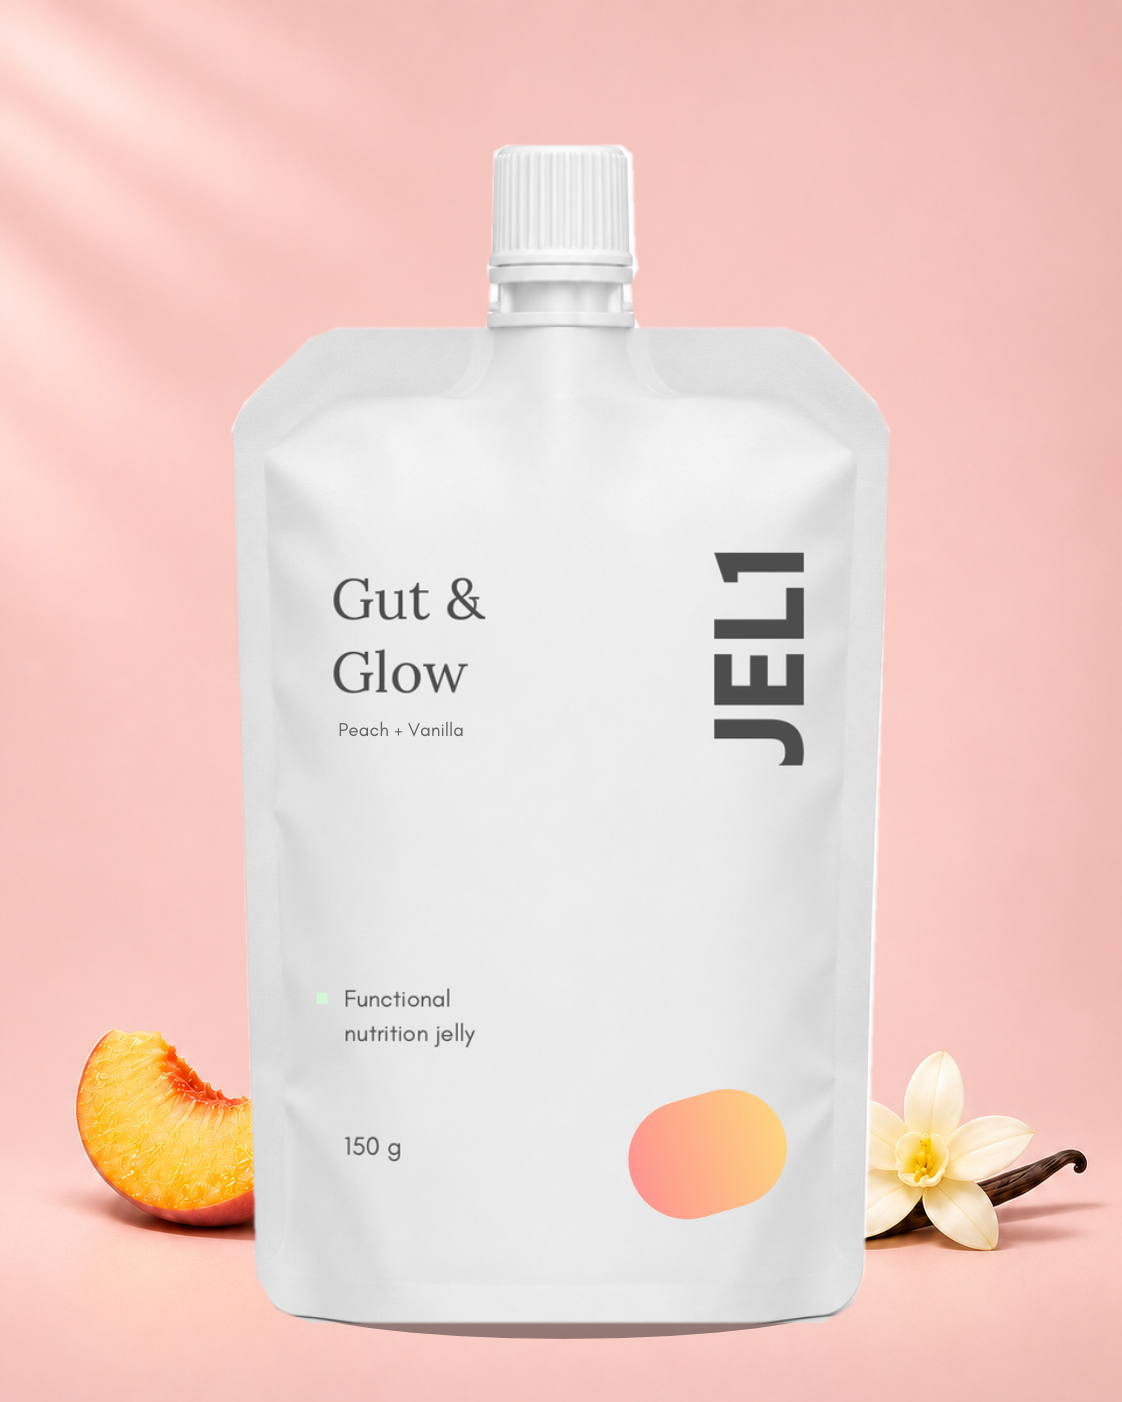 Gut &
Glow
Peach + Vanilla
JEL1
Functional
nutrition jelly
150 g